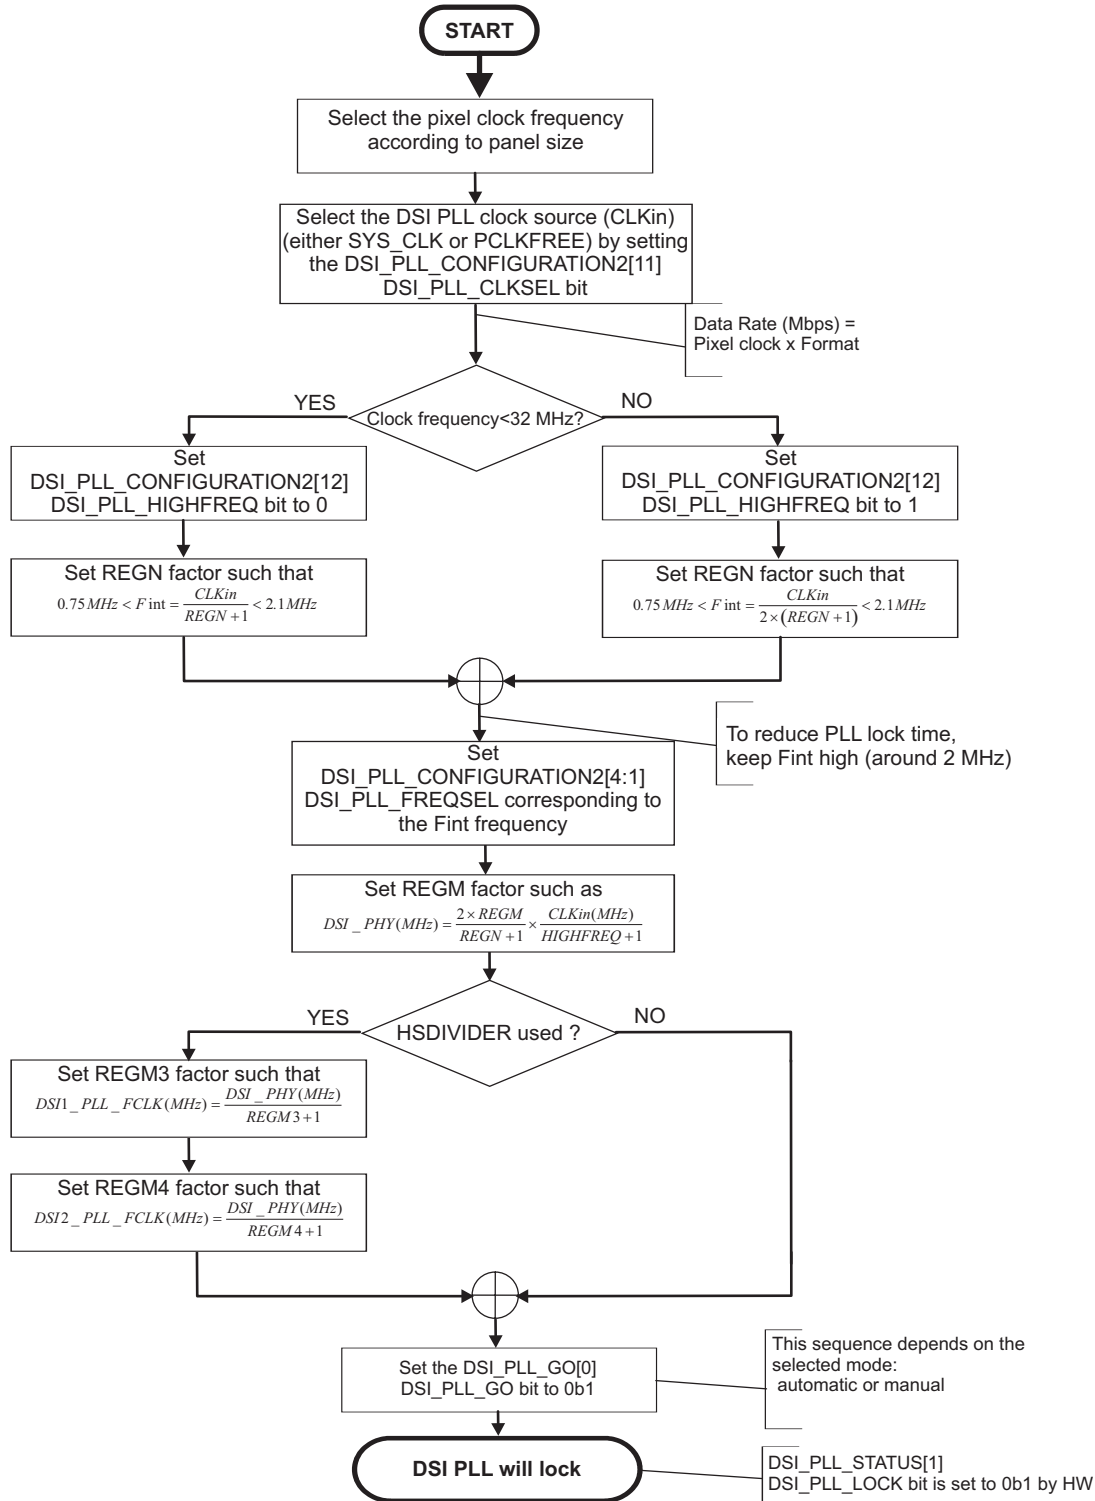 START
Select the pixel clock frequency
according to panel size
Select the DSI PLL clock source (CLKin)
(either SYS_CLK or PCLKFREE) by setting
the DSI_PLL_CONFIGURATION2[11]
DSI_PLL_CLKSEL bit
Data Rate (Mbps) =
Pixel clock x Format
YES
Clock frequency<32 MHz?
NO
Set
DSI_PLL_CONFIGURATION2[12]
DSI_PLL_HIGHFREQ bit to 0
Set
DSI_PLL_CONFIGURATION2[12]
DSI_PLL_HIGHFREQ bit to 1
Set REGN factor such that
0.75 MHz < F int = CLKin / REGN + 1 < 2.1 MHz
Set REGN factor such that
0.75 MHz < F int = CLKin / 2 × (REGN + 1) < 2.1 MHz
To reduce PLL lock time,
keep Fint high (around 2 MHz)
Set
DSI_PLL_CONFIGURATION2[4:1]
DSI_PLL_FREQSEL corresponding to
the Fint frequency
Set REGM factor such as
DSI_PHY(MHz) = 2 × REGM / REGN + 1 × CLKin(MHz) / HIGHFREQ + 1
YES
HSDIVIDER used ?
NO
Set REGM3 factor such that
DSI1_PLL_FCLK(MHz) = DSI_PHY(MHz) / REGM3 + 1
Set REGM4 factor such that
DSI2_PLL_FCLK(MHz) = DSI_PHY(MHz) / REGM4 + 1
Set the DSI_PLL_GO[0]
DSI_PLL_GO bit to 0b1
This sequence depends on the
selected mode:
automatic or manual
DSI PLL will lock
DSI_PLL_STATUS[1]
DSI_PLL_LOCK bit is set to 0b1 by HW